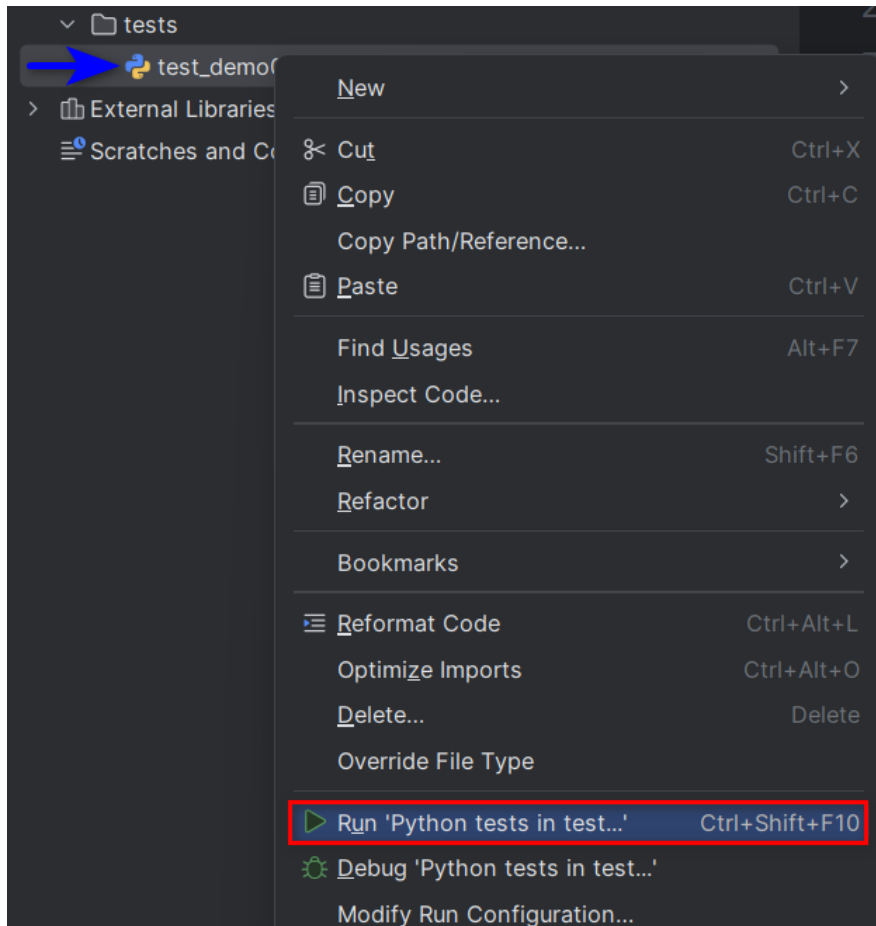 tests
test_demo
External Libraries
Scratches and
New
Cut Ctrl+X
Copy Ctrl+C
Copy Path/Reference...
Paste Ctrl+V
Find Usages Alt+F7
Inspect Code...
Rename... Shift+F6
Refactor
Bookmarks
Reformat Code Ctrl+Alt+L
Optimize Imports Ctrl+Alt+O
Delete... Delete
Override File Type
Run 'Python tests in test...' Ctrl+Shift+F10
Debug 'Python tests in test...'
Modify Run Configuration...